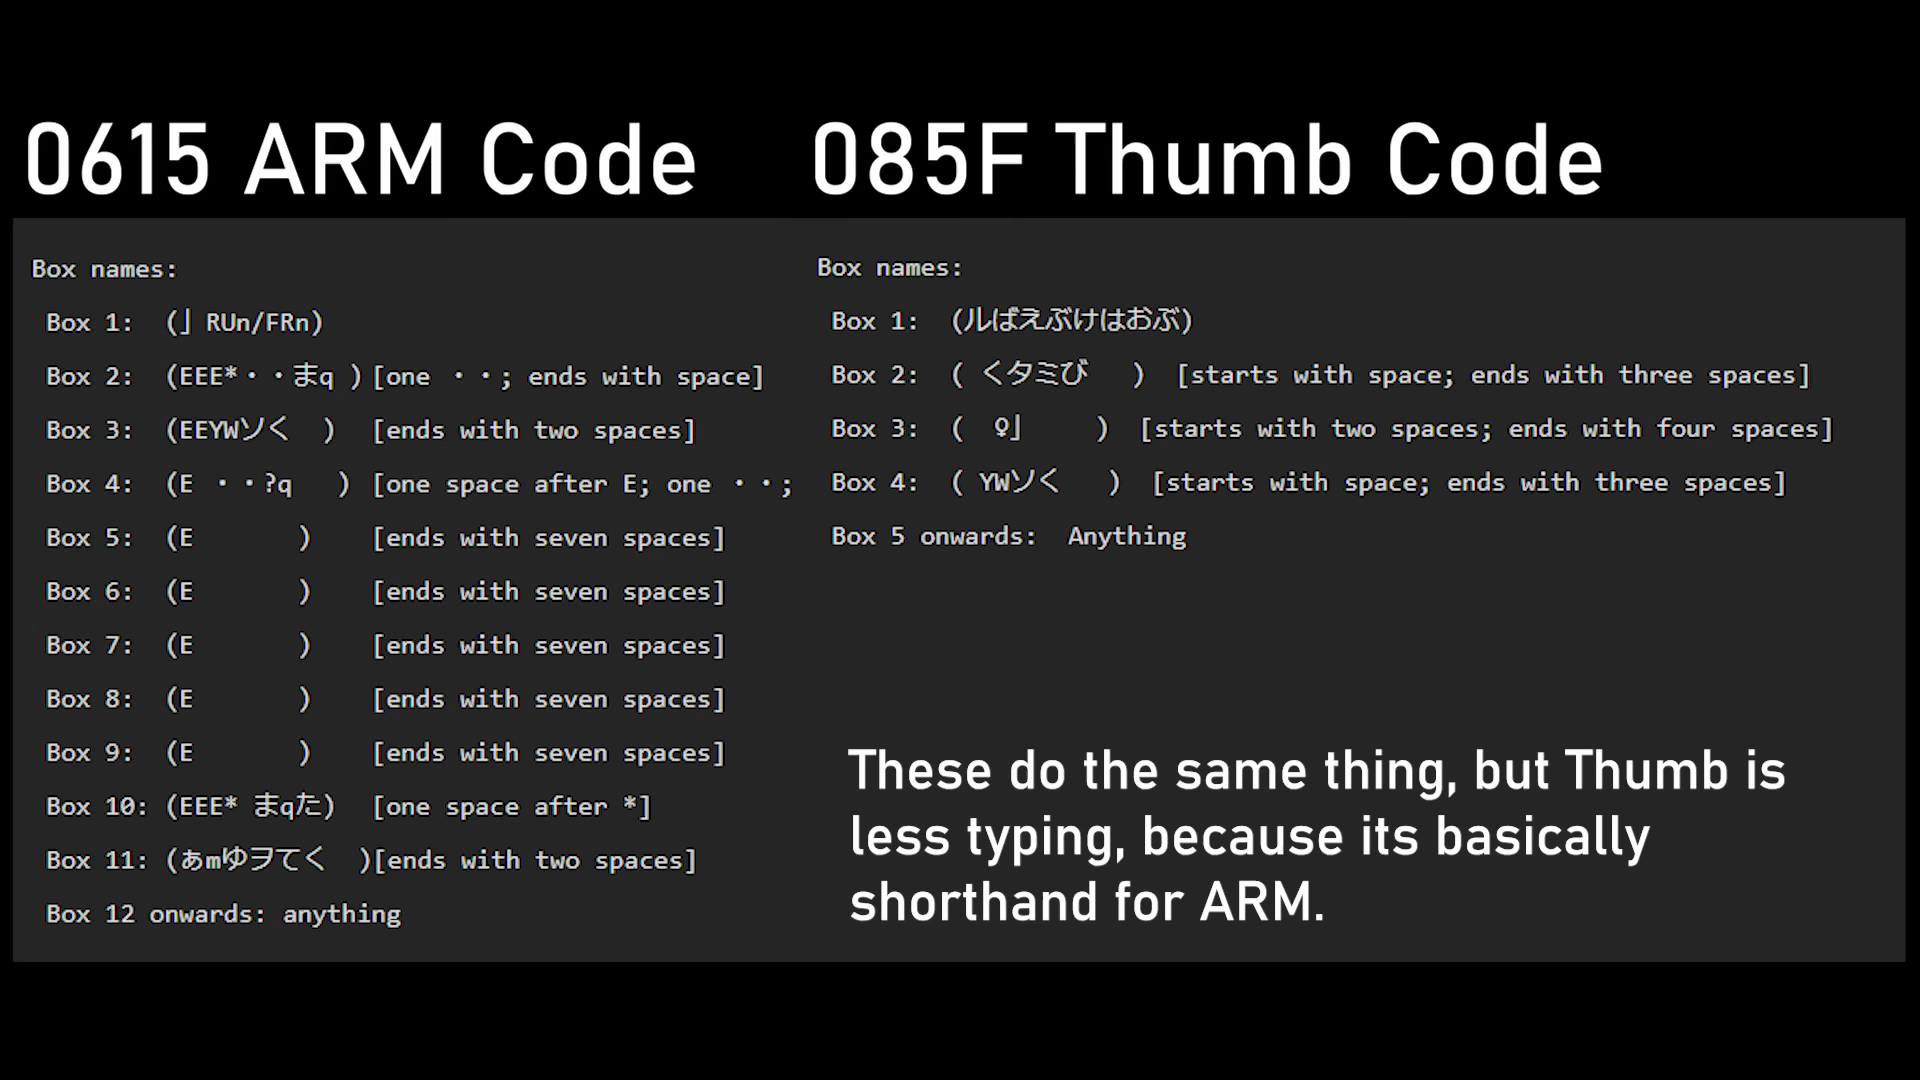 0615 ARM Code
Box names:
Box 1: (」RUn/FRn)
Box 2: (EEE*・・まq ) [one ・・; ends with space]
Box 3: (EEYWソく  ) [ends with two spaces]
Box 4: (E ・・?q   ) [one space after E; one ・・;
Box 5: (E       ) [ends with seven spaces]
Box 6: (E       ) [ends with seven spaces]
Box 7: (E       ) [ends with seven spaces]
Box 8: (E       ) [ends with seven spaces]
Box 9: (E       ) [ends with seven spaces]
Box 10: (EEE* まqた) [one space after *]
Box 11: (ぁmゆヲてく  )[ends with two spaces]
Box 12 onwards: anything
085F Thumb Code
Box names:
Box 1: (ルばえぶけはおぶ)
Box 2: ( くタミび   ) [starts with space; ends with three spaces]
Box 3: (  ♀」    ) [starts with two spaces; ends with four spaces]
Box 4: ( YWソく   ) [starts with space; ends with three spaces]
Box 5 onwards: Anything
These do the same thing, but Thumb is
less typing, because its basically
shorthand for ARM.